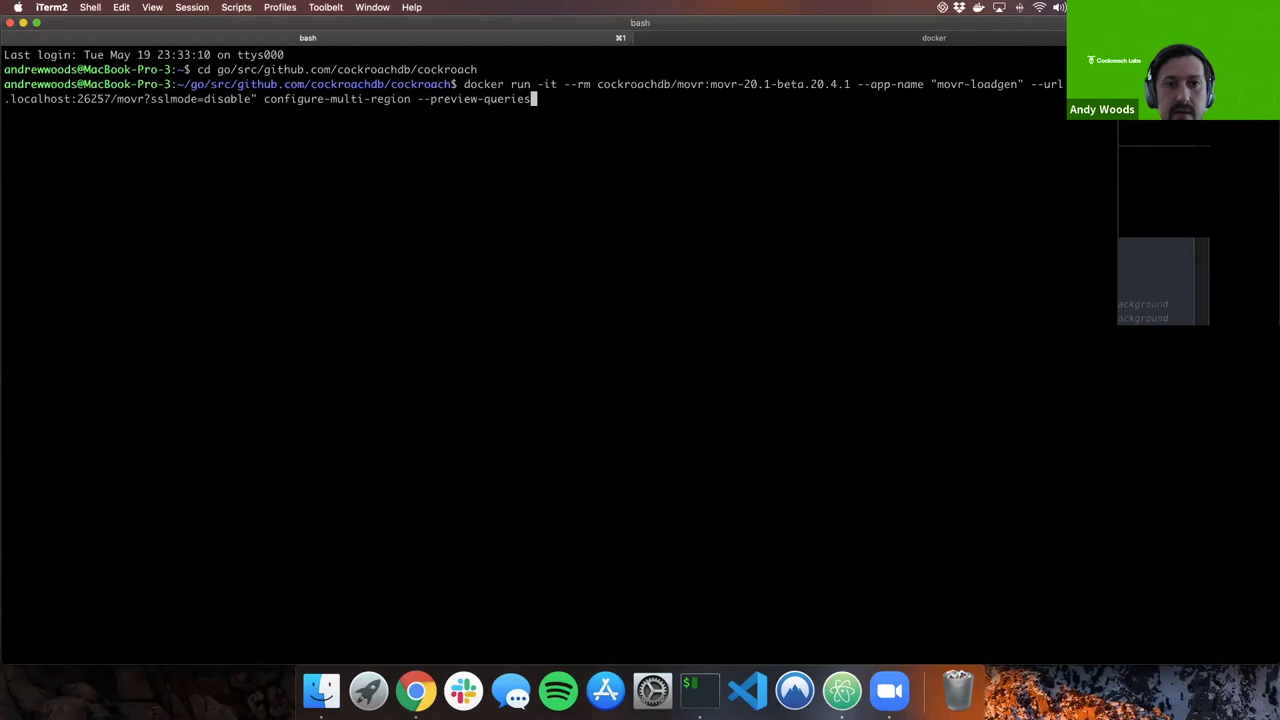 iTerm2 Shell Edit View Session Scripts Profiles Toolbelt Window Help
bash
bash ⌘1 docker
Last login: Tue May 19 23:33:10 on ttys000
andrewwoods@MacBook-Pro-3:~$ cd go/src/github.com/cockroachdb/cockroach
andrewwoods@MacBook-Pro-3:~/go/src/github.com/cockroachdb/cockroach$ docker run -it --rm cockroachdb/movr:movr-20.1-beta.20.4.1 --app-name "movr-loadgen" --url
.localhost:26257/movr?sslmode=disable" configure-multi-region --preview-queries
Cockroach Labs
Andy Woods
ackground
ackground
$